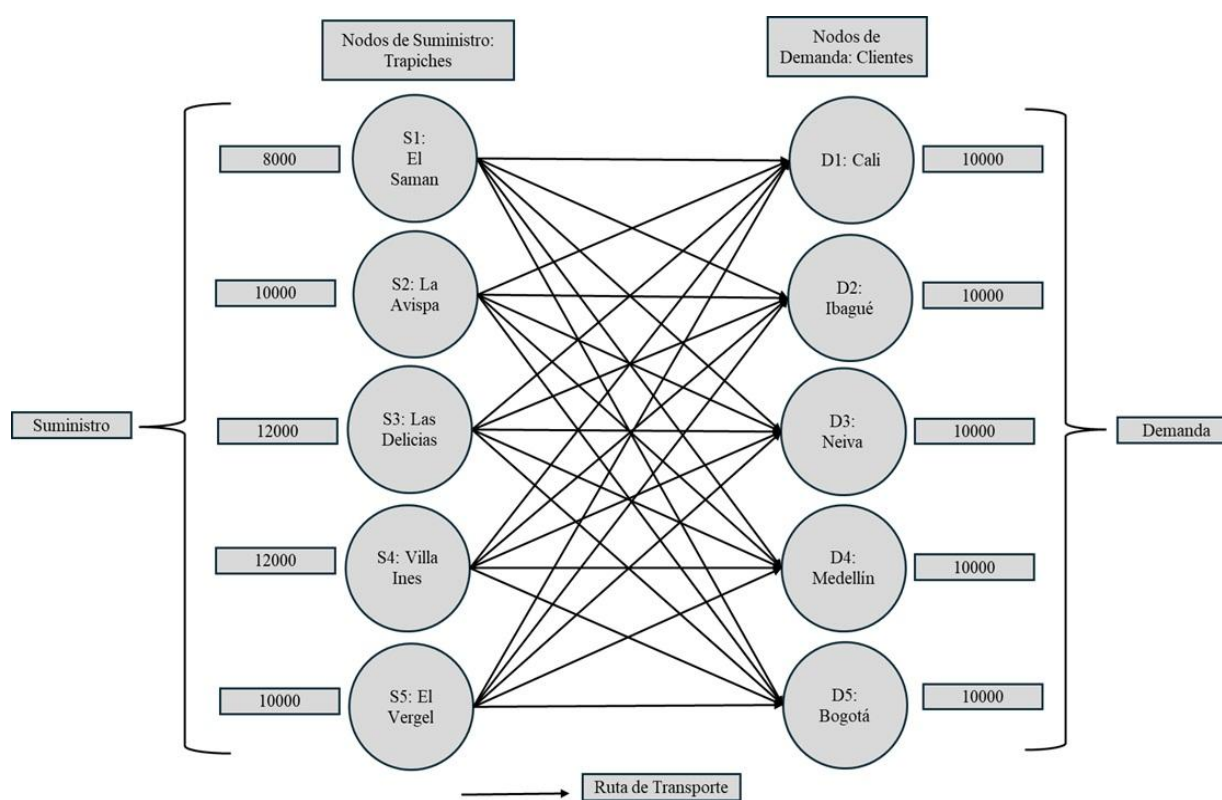 Nodos de Suministro:
Trapiches
Nodos de
Demanda: Clientes
8000
S1:
El
Saman
D1: Cali
10000
10000
S2: La
Avispa
D2:
Ibagué
10000
Suministro
12000
S3: Las
Delicias
D3:
Neiva
10000
Demanda
12000
S4: Villa
Ines
D4:
Medellín
10000
10000
S5: El
Vergel
D5:
Bogotá
10000
Ruta de Transporte